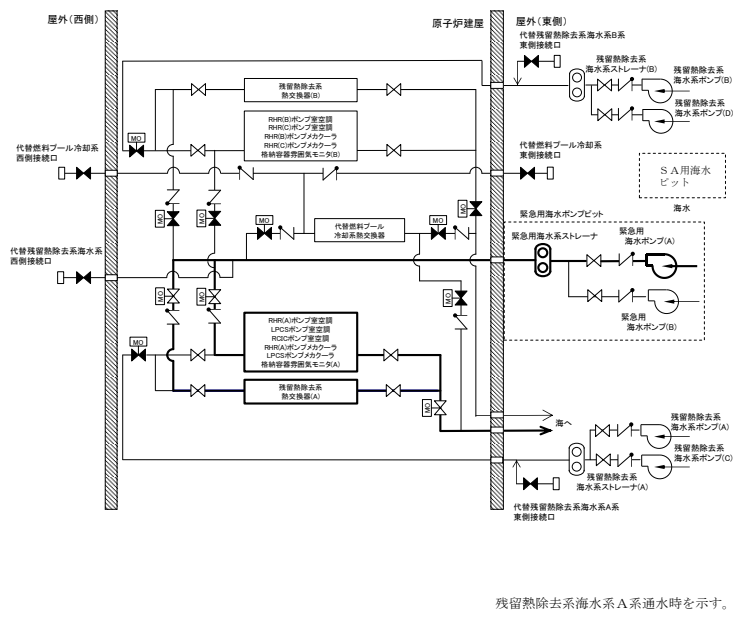 屋外(西側)
原子炉建屋
屋外(東側)
代替残留熱除去系海水系B系
東側接続口
残留熱除去系
海水系ストレーナ(B)
残留熱除去系
海水系ポンプ(B)
残留熱除去系
海水系ポンプ(D)
残留熱除去系
熱交換器(B)
RHR(B)ポンプ室空調
RHR(C)ポンプ室空調
RHR(B)ポンプメカクーラ
RHR(C)ポンプメカクーラ
格納容器雰囲気モニタ(B)
MO
代替燃料プール冷却系
西側接続口
代替燃料プール冷却系
東側接続口
SA用海水
ピット
海水
MO
MO
MO
MO
代替燃料プール
冷却系熱交換器
MO
緊急用海水ポンプピット
緊急用海水系ストレーナ
緊急用
海水ポンプ(A)
代替残留熱除去系海水系
西側接続口
MO
MO
MO
緊急用
海水ポンプ(B)
RHR(A)ポンプ室空調
LPCSポンプ室空調
RCICポンプ室空調
RHR(A)ポンプメカクーラ
LPCSポンプメカクーラ
格納容器雰囲気モニタ(A)
MO
残留熱除去系
熱交換器(A)
MO
海へ
残留熱除去系
海水系ポンプ(A)
残留熱除去系
海水系ポンプ(C)
残留熱除去系
海水系ストレーナ(A)
代替残留熱除去系海水系A系
東側接続口
残留熱除去系海水系A系通水時を示す。